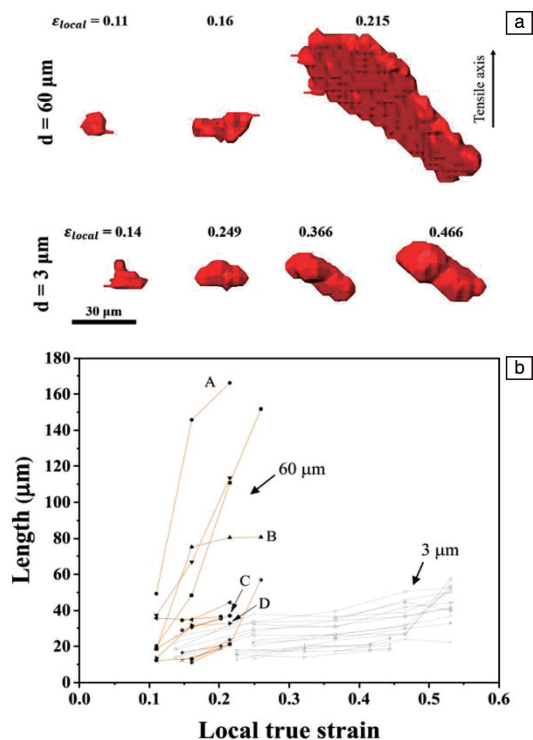 a
ε_local = 0.11 0.16 0.215
d = 60 μm
Tensile axis
ε_local = 0.14 0.249 0.366 0.466
d = 3 μm
30 μm
b
180
160
140
120
100
80
60
40
20
0
Length (μm)
A
60 μm
B
C
D
3 μm
0.0 0.1 0.2 0.3 0.4 0.5 0.6
Local true strain